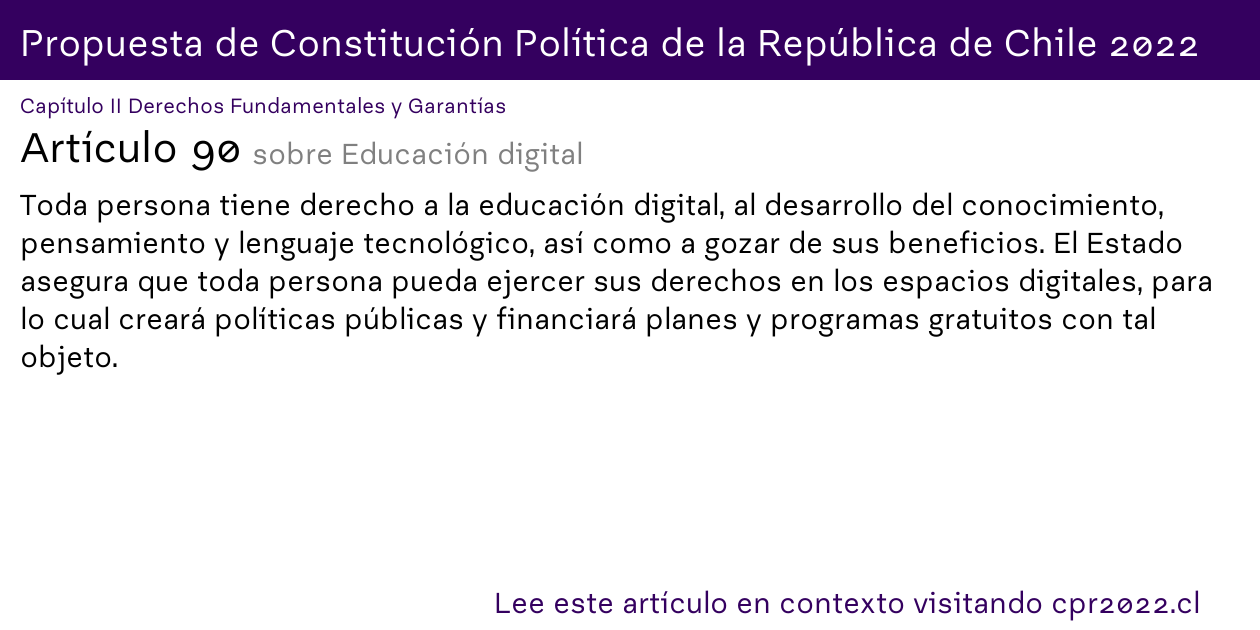 Propuesta de Constitución Política de la República de Chile 2022
Capítulo II Derechos Fundamentales y Garantías
Artículo 90 sobre Educación digital
Toda persona tiene derecho a la educación digital, al desarrollo del conocimiento,
pensamiento y lenguaje tecnológico, así como a gozar de sus beneficios. El Estado
asegura que toda persona pueda ejercer sus derechos en los espacios digitales, para
lo cual creará políticas públicas y financiará planes y programas gratuitos con tal
objeto.
Lee este artículo en contexto visitando cpr2022.cl